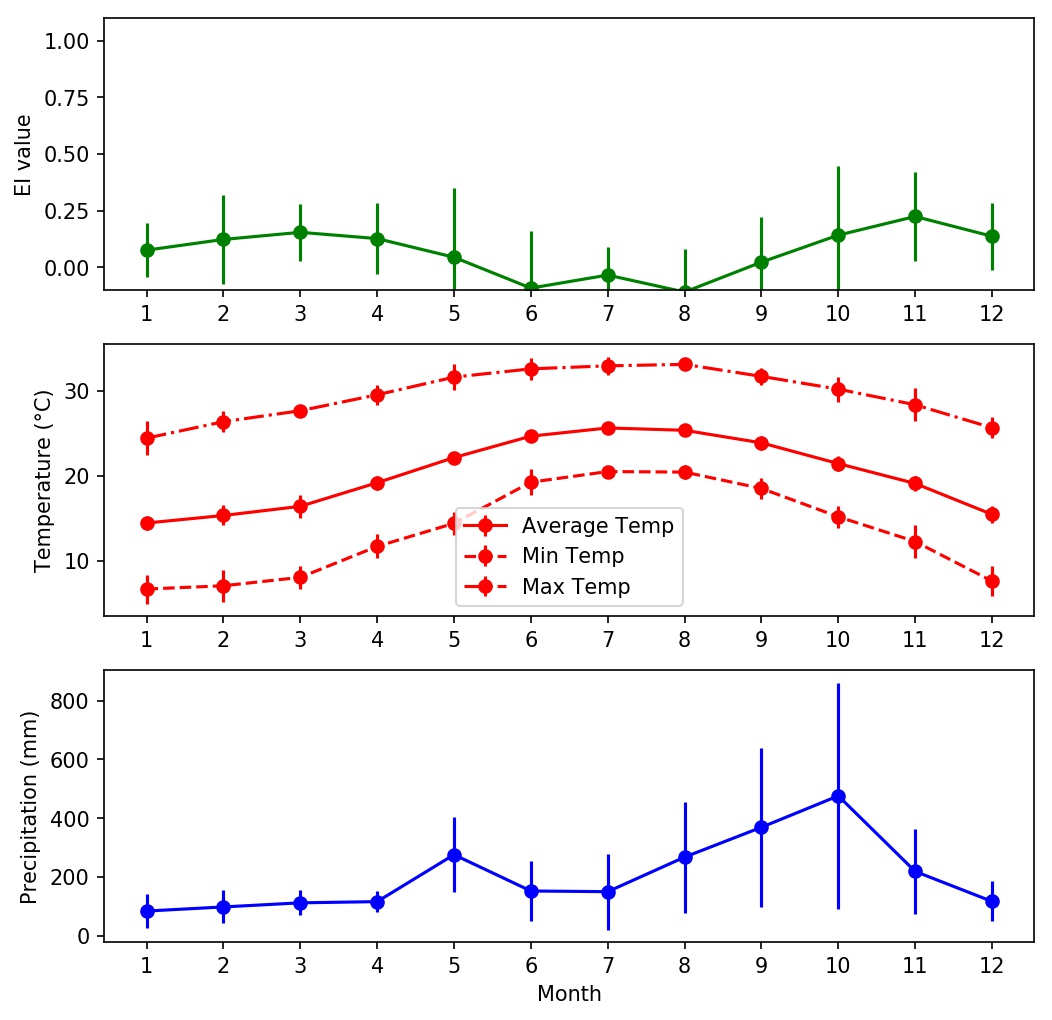 EI value
1.00
0.75
0.50
0.25
0.00
1 2 3 4 5 6 7 8 9 10 11 12
Temperature (°C)
30
20
10
Average Temp
Min Temp
Max Temp
1 2 3 4 5 6 7 8 9 10 11 12
Precipitation (mm)
800
600
400
200
0
1 2 3 4 5 6 7 8 9 10 11 12
Month